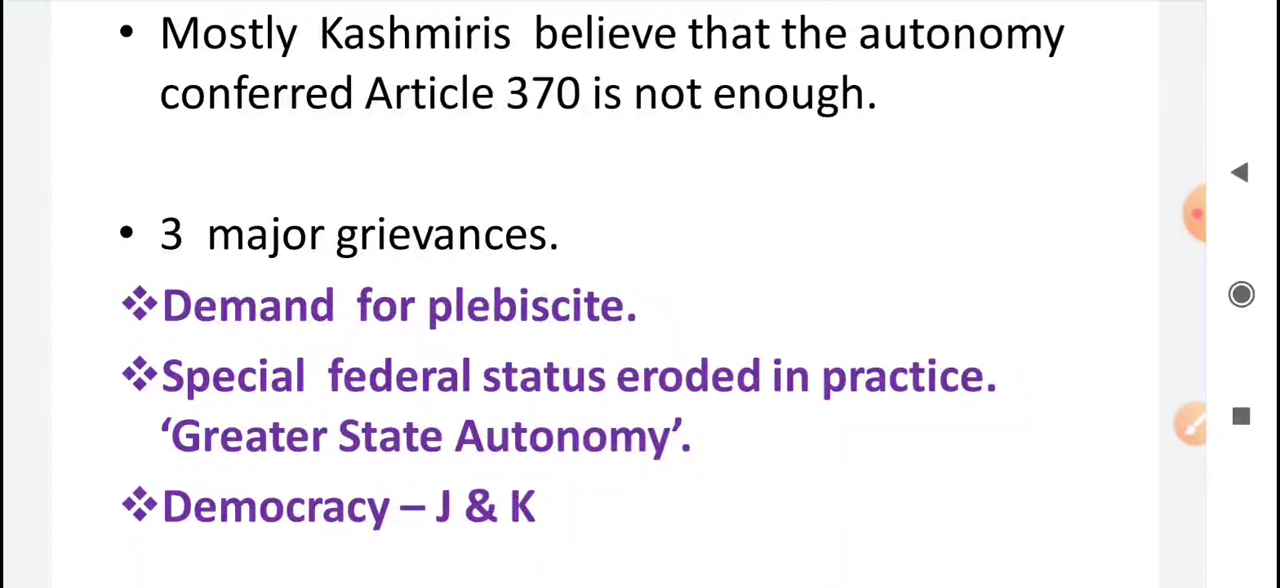 • Mostly Kashmiris believe that the autonomy
conferred Article 370 is not enough.
• 3 major grievances.
❖Demand for plebiscite.
❖Special federal status eroded in practice.
‘Greater State Autonomy’.
❖Democracy – J & K